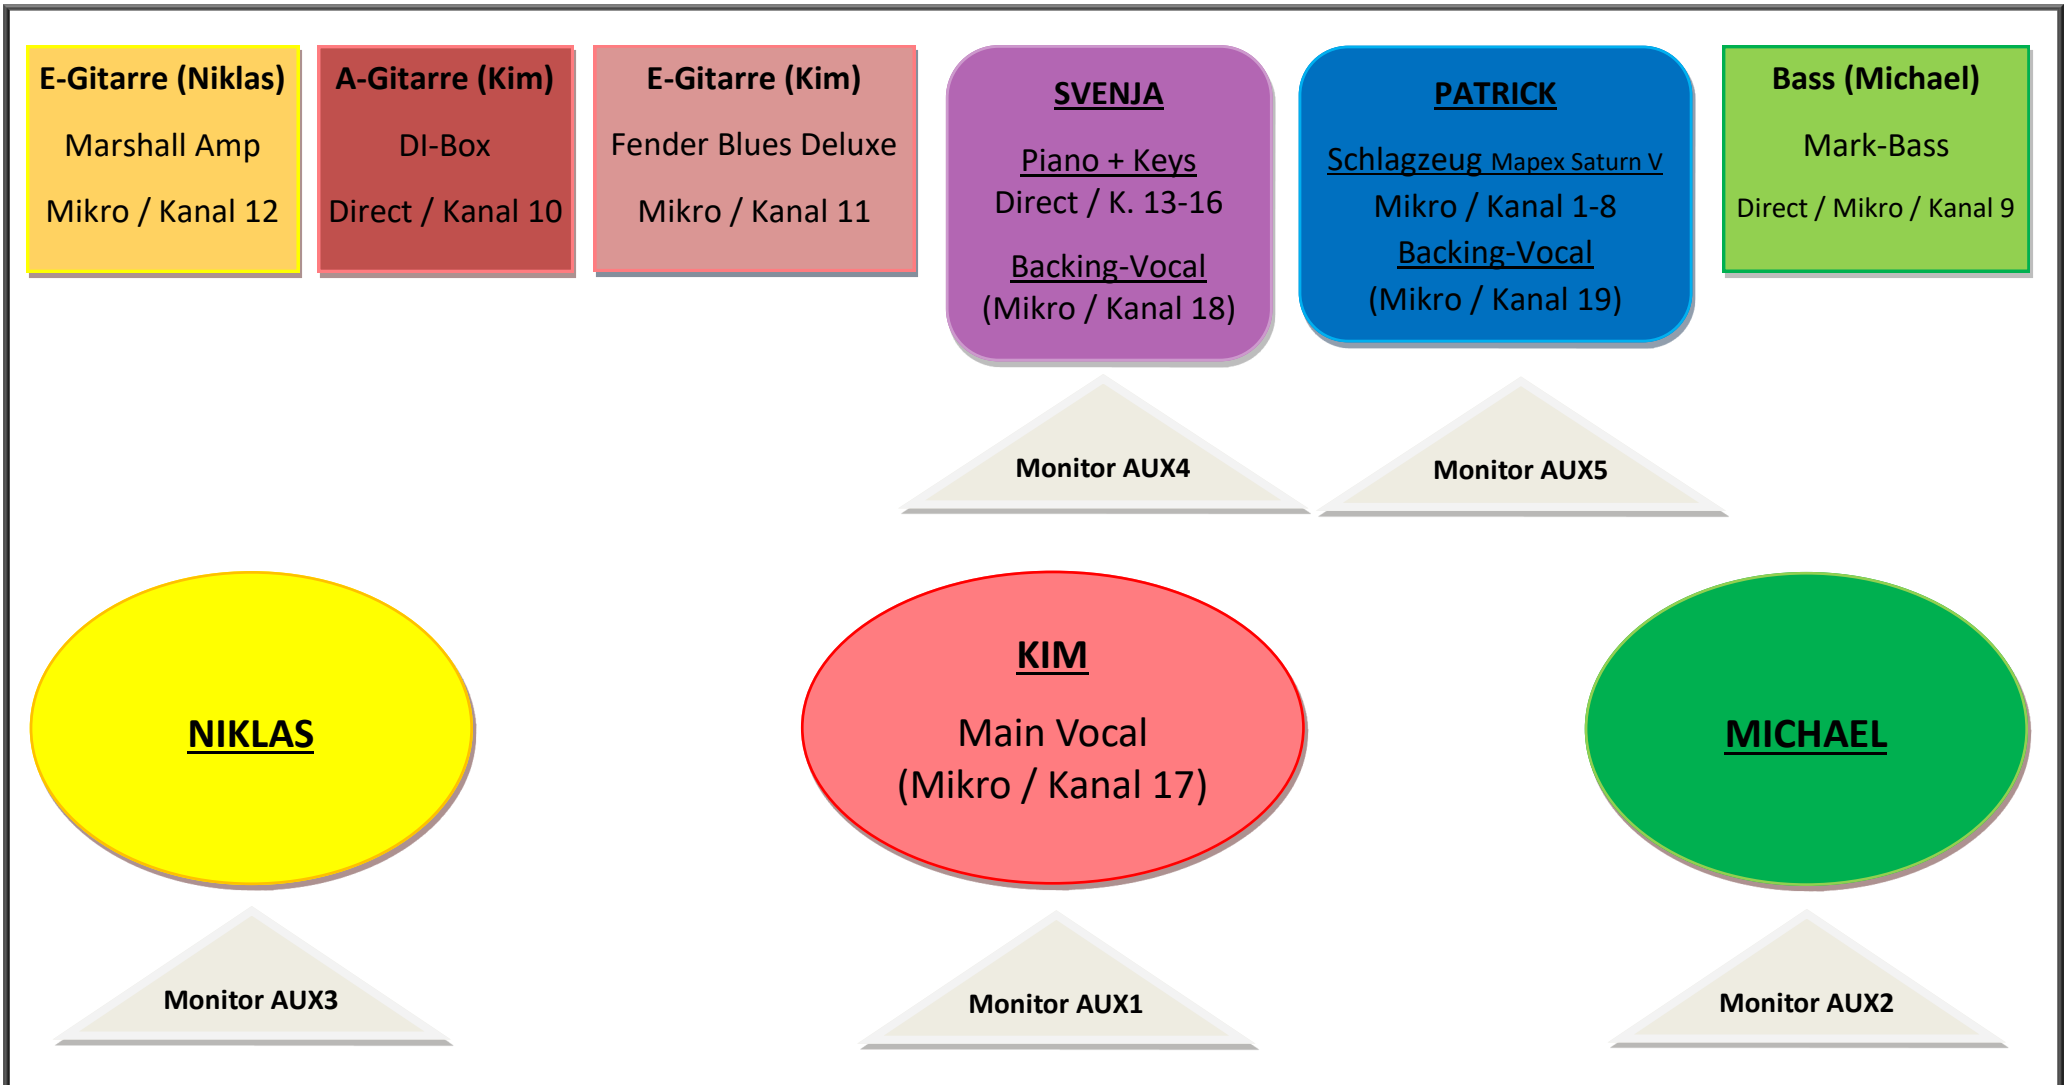 E-Gitarre (Niklas)
Marshall Amp
Mikro / Kanal 12
A-Gitarre (Kim)
DI-Box
Direct / Kanal 10
E-Gitarre (Kim)
Fender Blues Deluxe
Mikro / Kanal 11
SVENJA
Piano + Keys
Direct / K. 13-16
Backing-Vocal
(Mikro / Kanal 18)
PATRICK
Schlagzeug Mapex Saturn V
Mikro / Kanal 1-8
Backing-Vocal
(Mikro / Kanal 19)
Bass (Michael)
Mark-Bass
Direct / Mikro / Kanal 9
Monitor AUX4
Monitor AUX5
NIKLAS
KIM
Main Vocal
(Mikro / Kanal 17)
MICHAEL
Monitor AUX3
Monitor AUX1
Monitor AUX2